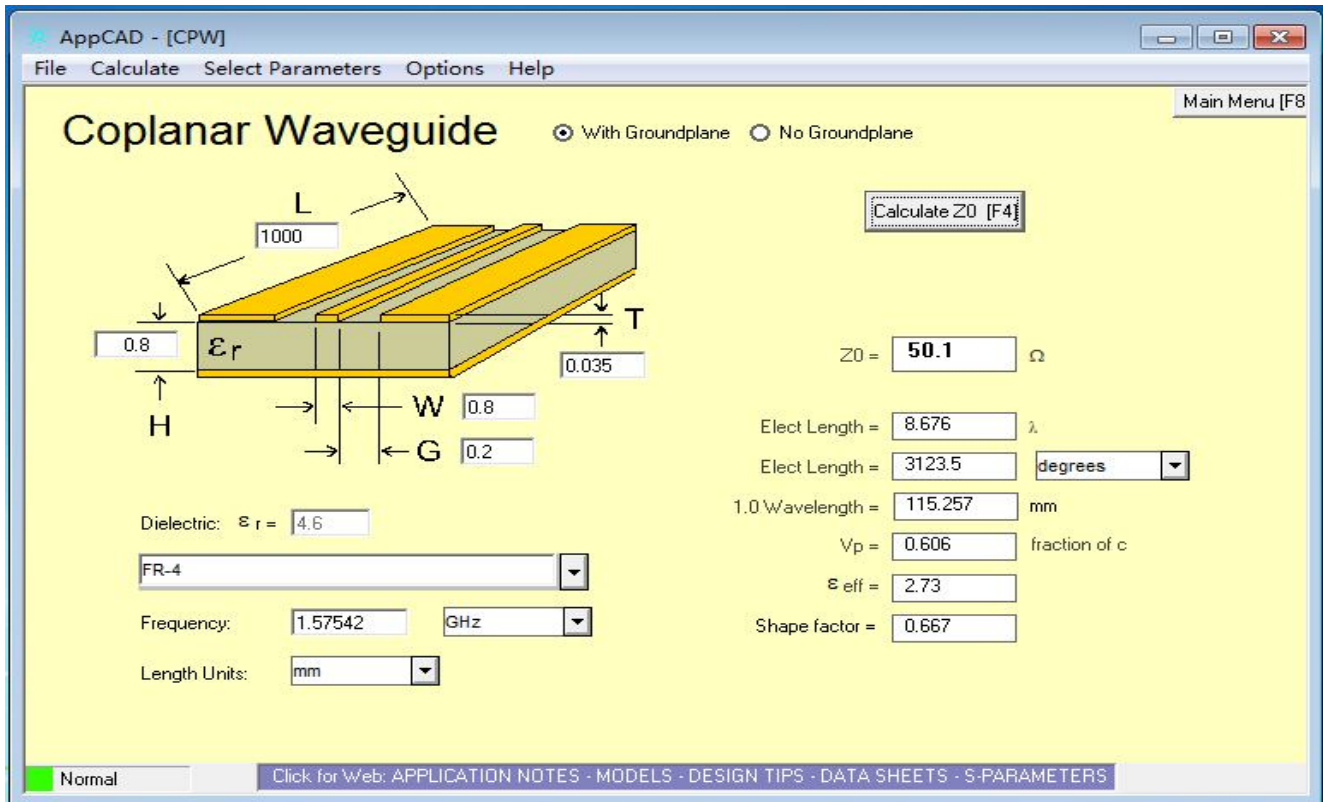 AppCAD - [CPW]
File Calculate Select Parameters Options Help
Main Menu [F8
Coplanar Waveguide
With Groundplane No Groundplane
L
1000
Calculate Z0 [F4]
0.8
εr
T
0.035
H
W 0.8
G 0.2
Z0 = 50.1 Ω
Elect Length = 8.676 λ
Elect Length = 3123.5 degrees
1.0 Wavelength = 115.257 mm
Vp = 0.606 fraction of c
ε eff = 2.73
Shape factor = 0.667
Dielectric: ε r = 4.6
FR-4
Frequency: 1.57542 GHz
Length Units: mm
Normal
Click for Web: APPLICATION NOTES - MODELS - DESIGN TIPS - DATA SHEETS - S-PARAMETERS